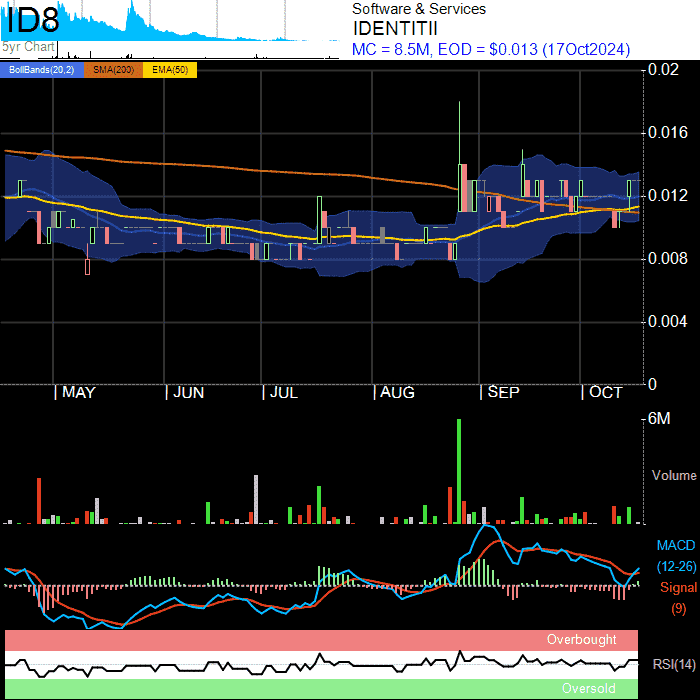 ID8
5yr Chart
Software & Services
IDENTITII
MC = 8.5M, EOD = $0.013 (17Oct2024)
BollBands(20,2) SMA(200) EMA(50)
0.02
0.016
0.012
0.008
0.004
0
MAY JUN JUL AUG SEP OCT
6M
Volume
MACD
(12-26)
Signal
(9)
Overbought
RSI(14)
Oversold